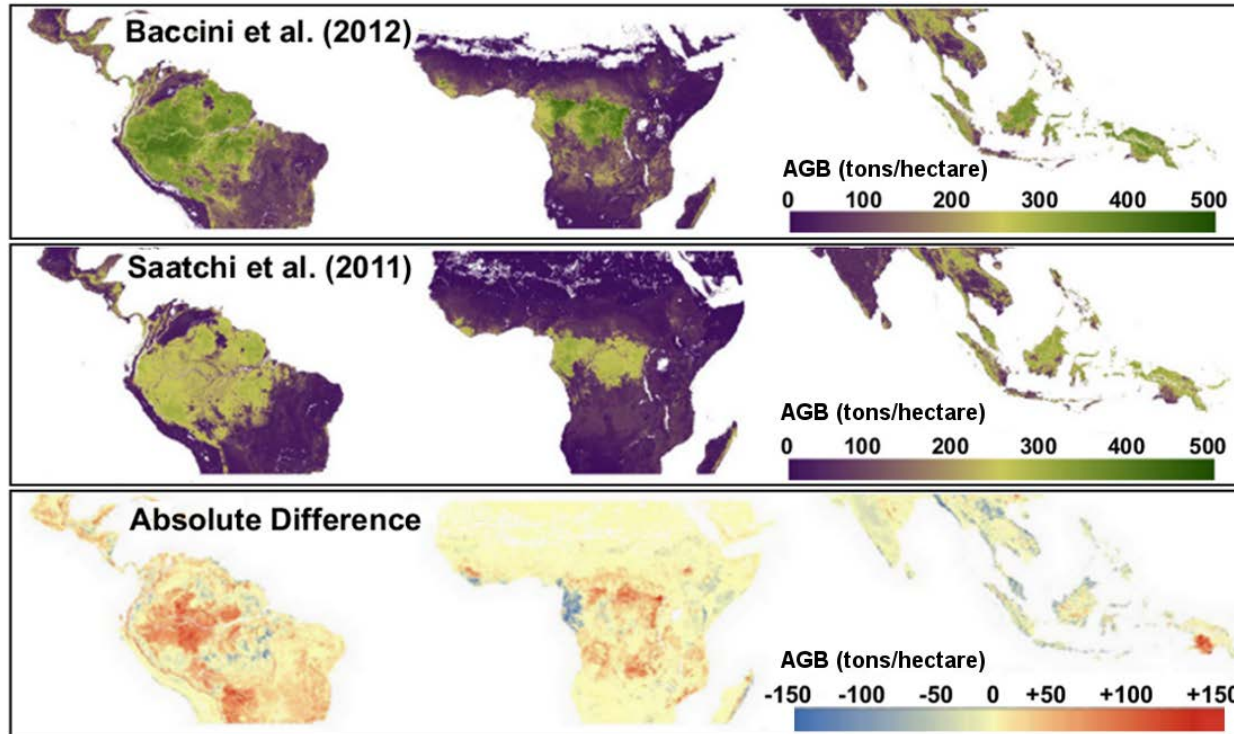 Baccini et al. (2012)
AGB (tons/hectare)
0 100 200 300 400 500
Saatchi et al. (2011)
AGB (tons/hectare)
0 100 200 300 400 500
Absolute Difference
AGB (tons/hectare)
-150 -100 -50 0 +50 +100 +150